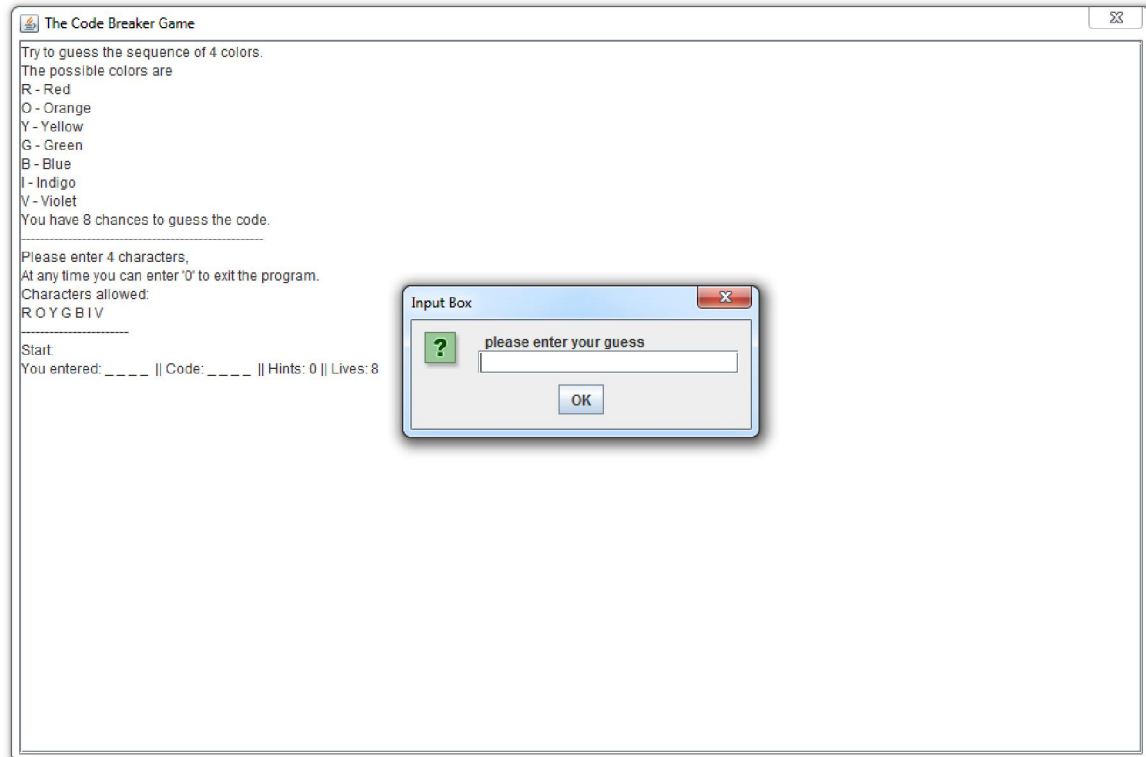 The Code Breaker Game
Try to guess the sequence of 4 colors.
The possible colors are
R - Red
O - Orange
Y - Yellow
G - Green
B - Blue
I - Indigo
V - Violet
You have 8 chances to guess the code.
--------------------------------------------------
Please enter 4 characters,
At any time you can enter '0' to exit the program.
Characters allowed:
R O Y G B I V
----------------------
Start:
You entered: _ _ _ _ || Code: _ _ _ _ || Hints: 0 || Lives: 8
Input Box
please enter your guess
OK